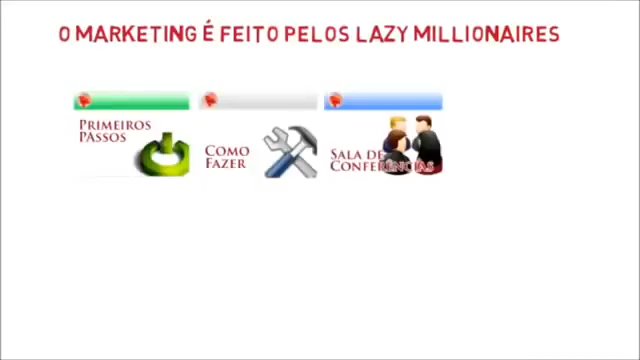 O MARKETING É FEITO PELOS LAZY MILLIONAIRES
PRIMEIROS
PASSOS
COMO
FAZER
SALA DE
CONFERÊNCIAS